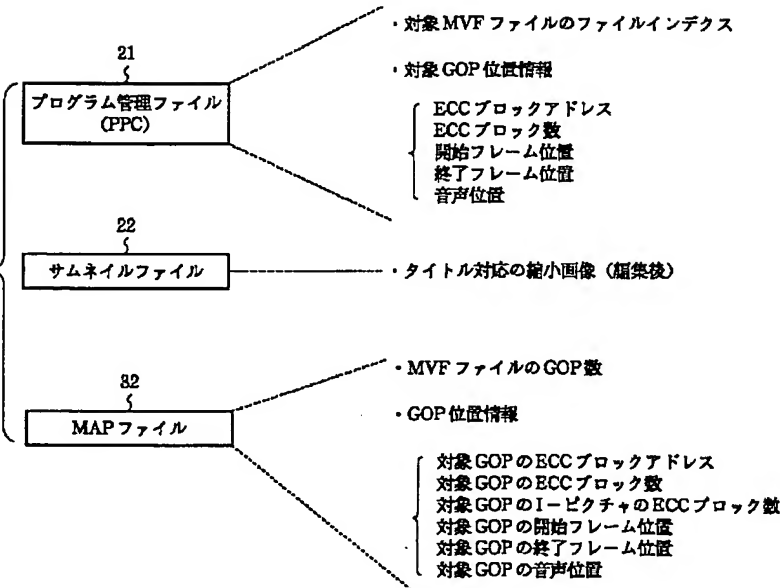 21
プログラム管理ファイル
(PPC)
・対象MVFファイルのファイルインデクス
・対象GOP位置情報
ECCブロックアドレス
ECCブロック数
開始フレーム位置
終了フレーム位置
音声位置
22
サムネイルファイル
・タイトル対応の縮小画像（編集後）
32
MAPファイル
・MVFファイルのGOP数
・GOP位置情報
対象GOPのECCブロックアドレス
対象GOPのECCブロック数
対象GOPのI－ピクチャのECCブロック数
対象GOPの開始フレーム位置
対象GOPの終了フレーム位置
対象GOPの音声位置